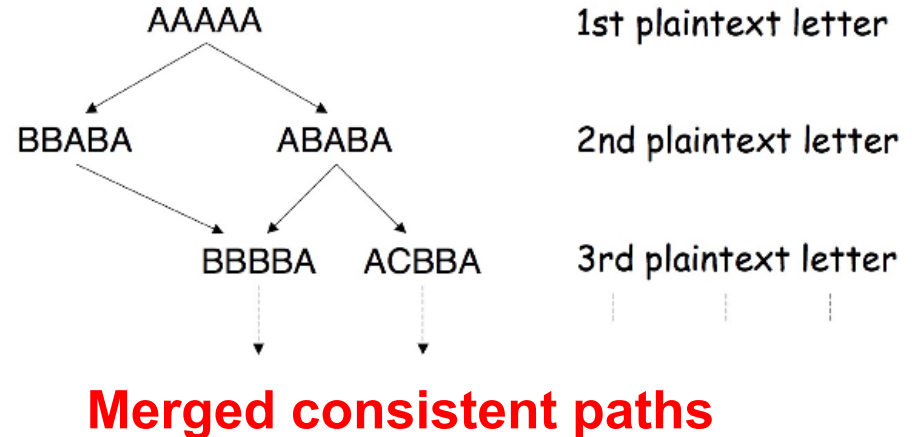 AAAAA 1st plaintext letter
BBABA ABABA 2nd plaintext letter
BBBBA ACBBA 3rd plaintext letter
Merged consistent paths